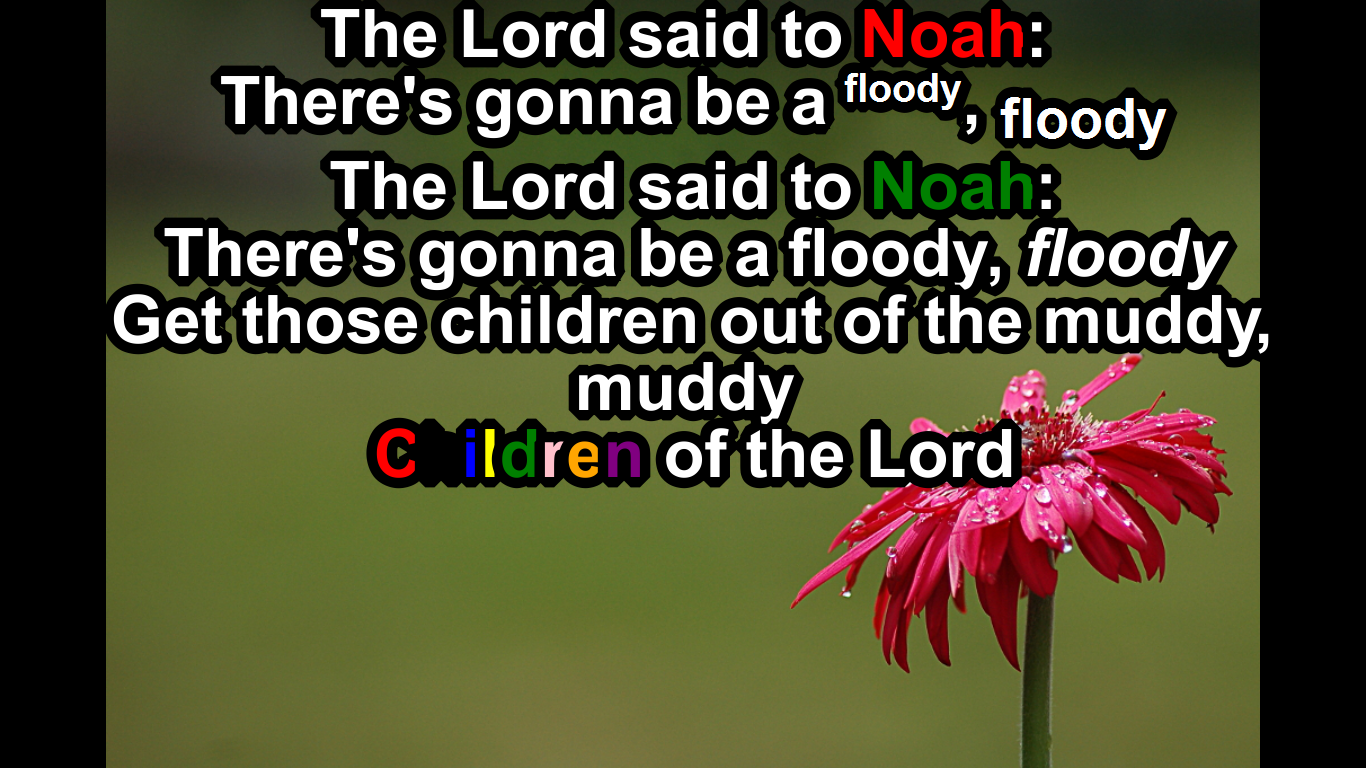 The Lord said to Noah:
There's gonna be a floody, floody
The Lord said to Noah:
There's gonna be a floody, floody
Get those children out of the muddy,
muddy
Children of the Lord